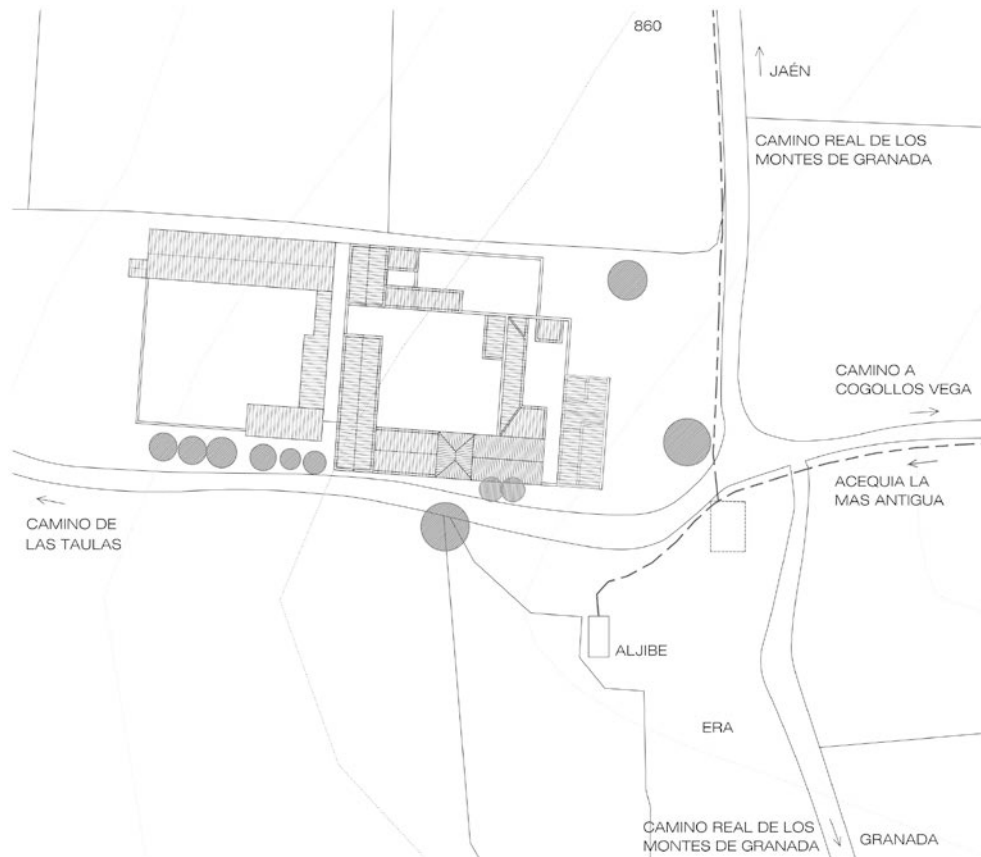 860
JAÉN
CAMINO REAL DE LOS
MONTES DE GRANADA
CAMINO A
COGOLLOS VEGA
ACEQUIA LA
MAS ANTIGUA
CAMINO DE
LAS TAULAS
ALJIBE
ERA
CAMINO REAL DE LOS
MONTES DE GRANADA
GRANADA